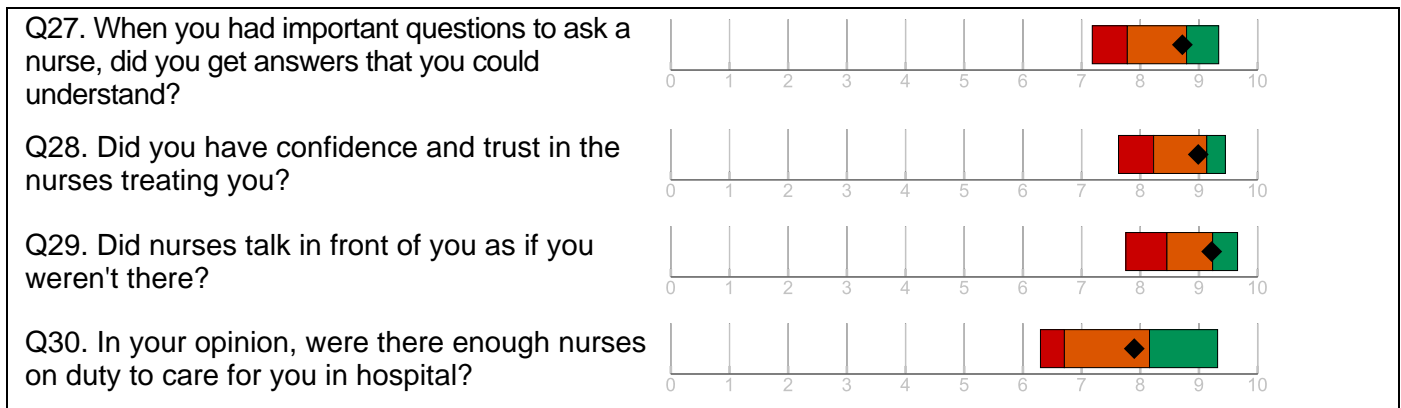 Q27. When you had important questions to ask a
nurse, did you get answers that you could
understand?
0 1 2 3 4 5 6 7 8 9 10
Q28. Did you have confidence and trust in the
nurses treating you?
0 1 2 3 4 5 6 7 8 9 10
Q29. Did nurses talk in front of you as if you
weren't there?
0 1 2 3 4 5 6 7 8 9 10
Q30. In your opinion, were there enough nurses
on duty to care for you in hospital?
0 1 2 3 4 5 6 7 8 9 10